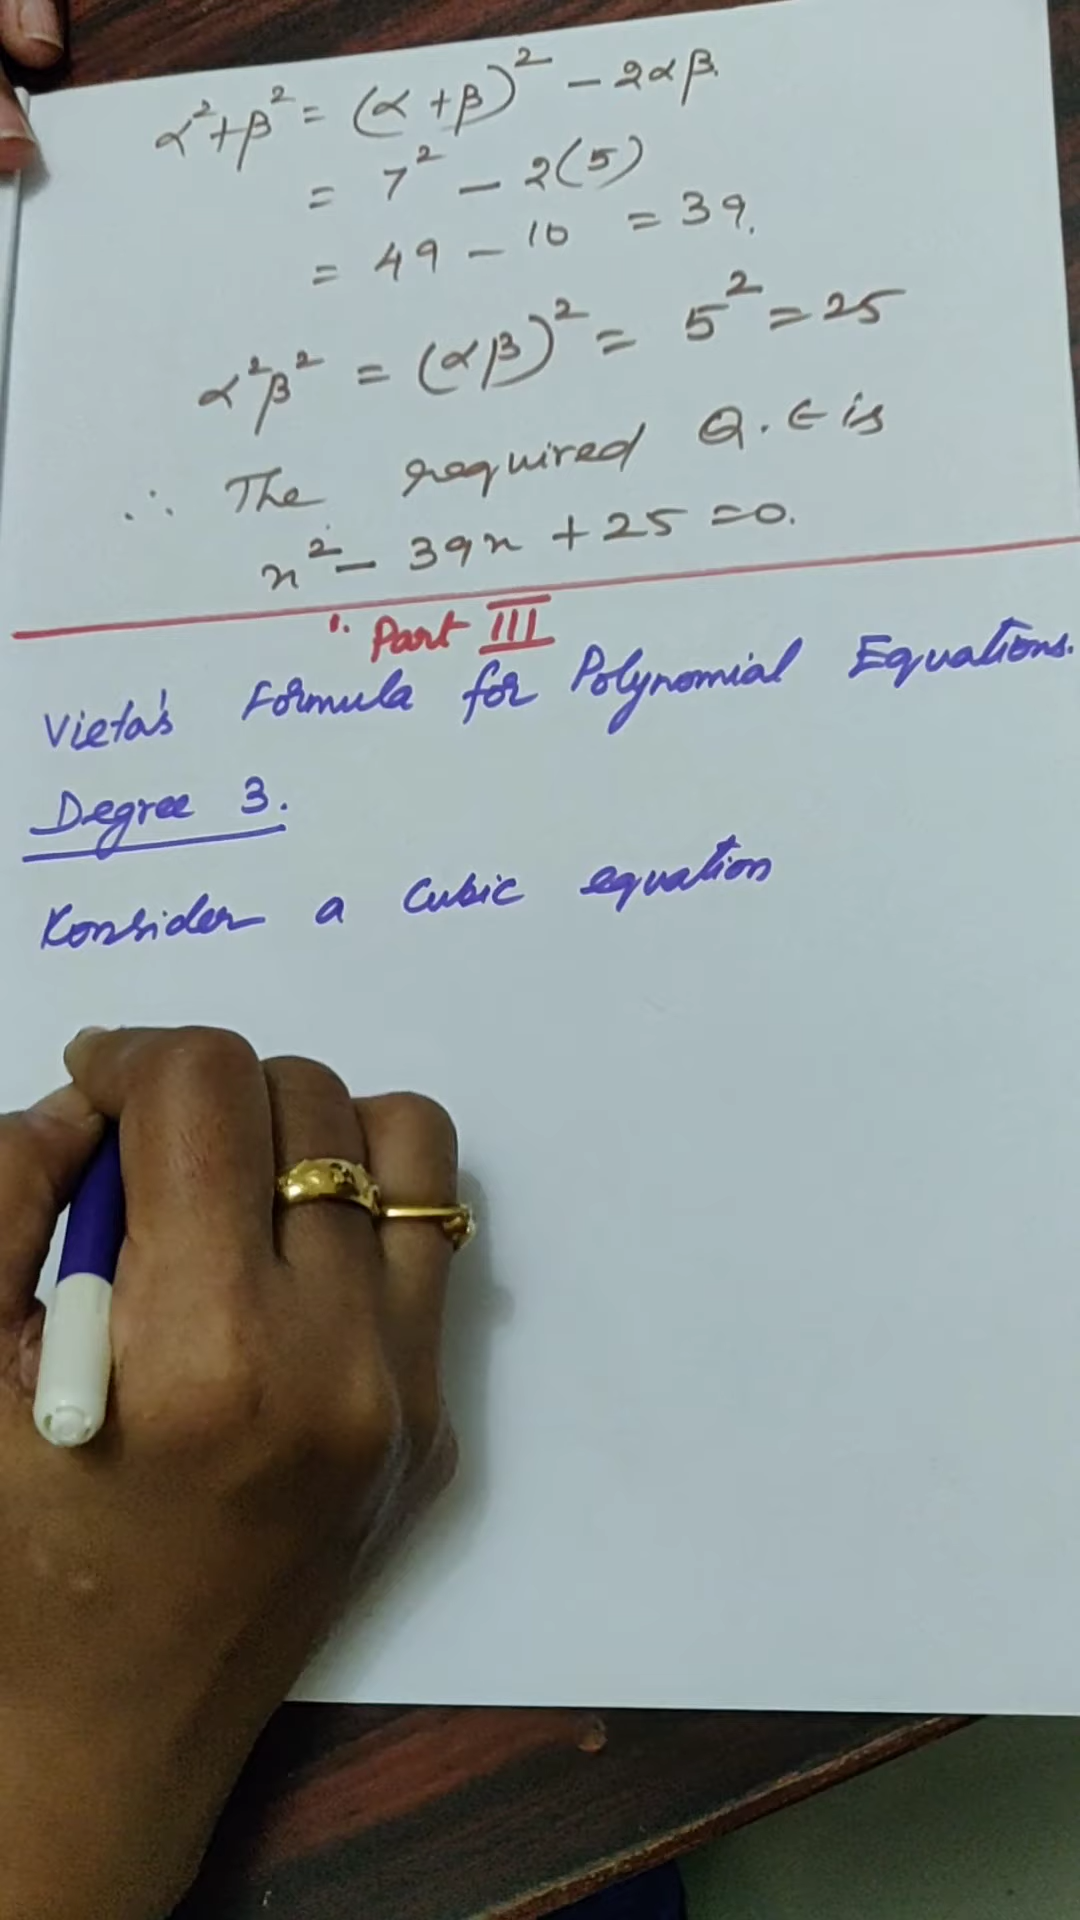 α²+β² = (α+β)² − 2αβ.
= 7² − 2(5)
= 49 − 10 = 39.
α²β² = (αβ)² = 5² = 25
∴ The required Q.E is
x² − 39x + 25 = 0.
Part III
Vieta's Formula for Polynomial Equations.
Degree 3.
Consider a Cubic equation